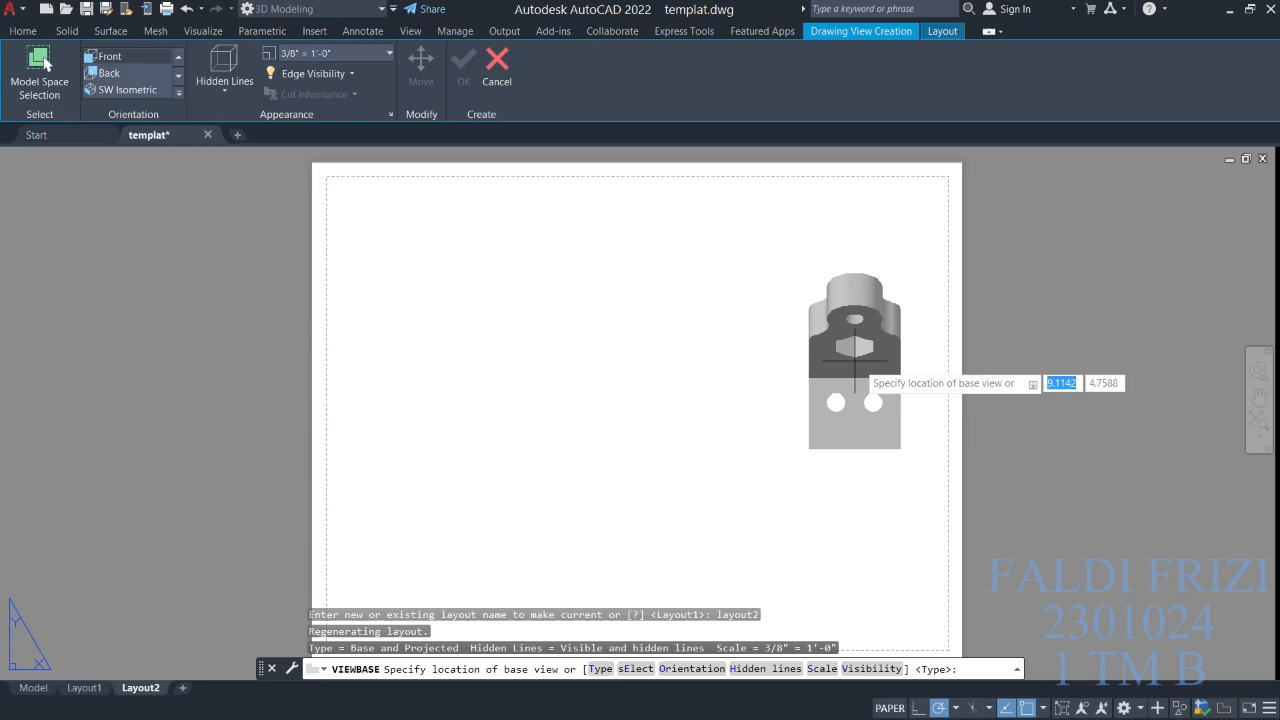 3D Modeling
Share
Autodesk AutoCAD 2022 templat.dwg
Type a keyword or phrase
Sign In
Home Solid Surface Mesh Visualize Parametric Insert Annotate View Manage Output Add-ins Collaborate Express Tools Featured Apps Drawing View Creation Layout
Model Space
Selection
Select
Front
Back
SW Isometric
Orientation
Hidden Lines
3/8" = 1'-0"
Edge Visibility
Cut Inheritance
Appearance
Move
Modify
OK
Cancel
Create
Start
templat*
Specify location of base view or 9.1142 4.7588
FALDI FRIZI
2301024
1 TM B
Y
X
Enter new or existing layout name to make current or [?] <Layout1>: layout2
Regenerating layout.
Type = Base and Projected Hidden Lines = Visible and hidden lines Scale = 3/8" = 1'-0"
VIEWBASE Specify location of base view or [Type sElect Orientation Hidden lines Scale Visibility] <Type>:
Model Layout1 Layout2
PAPER